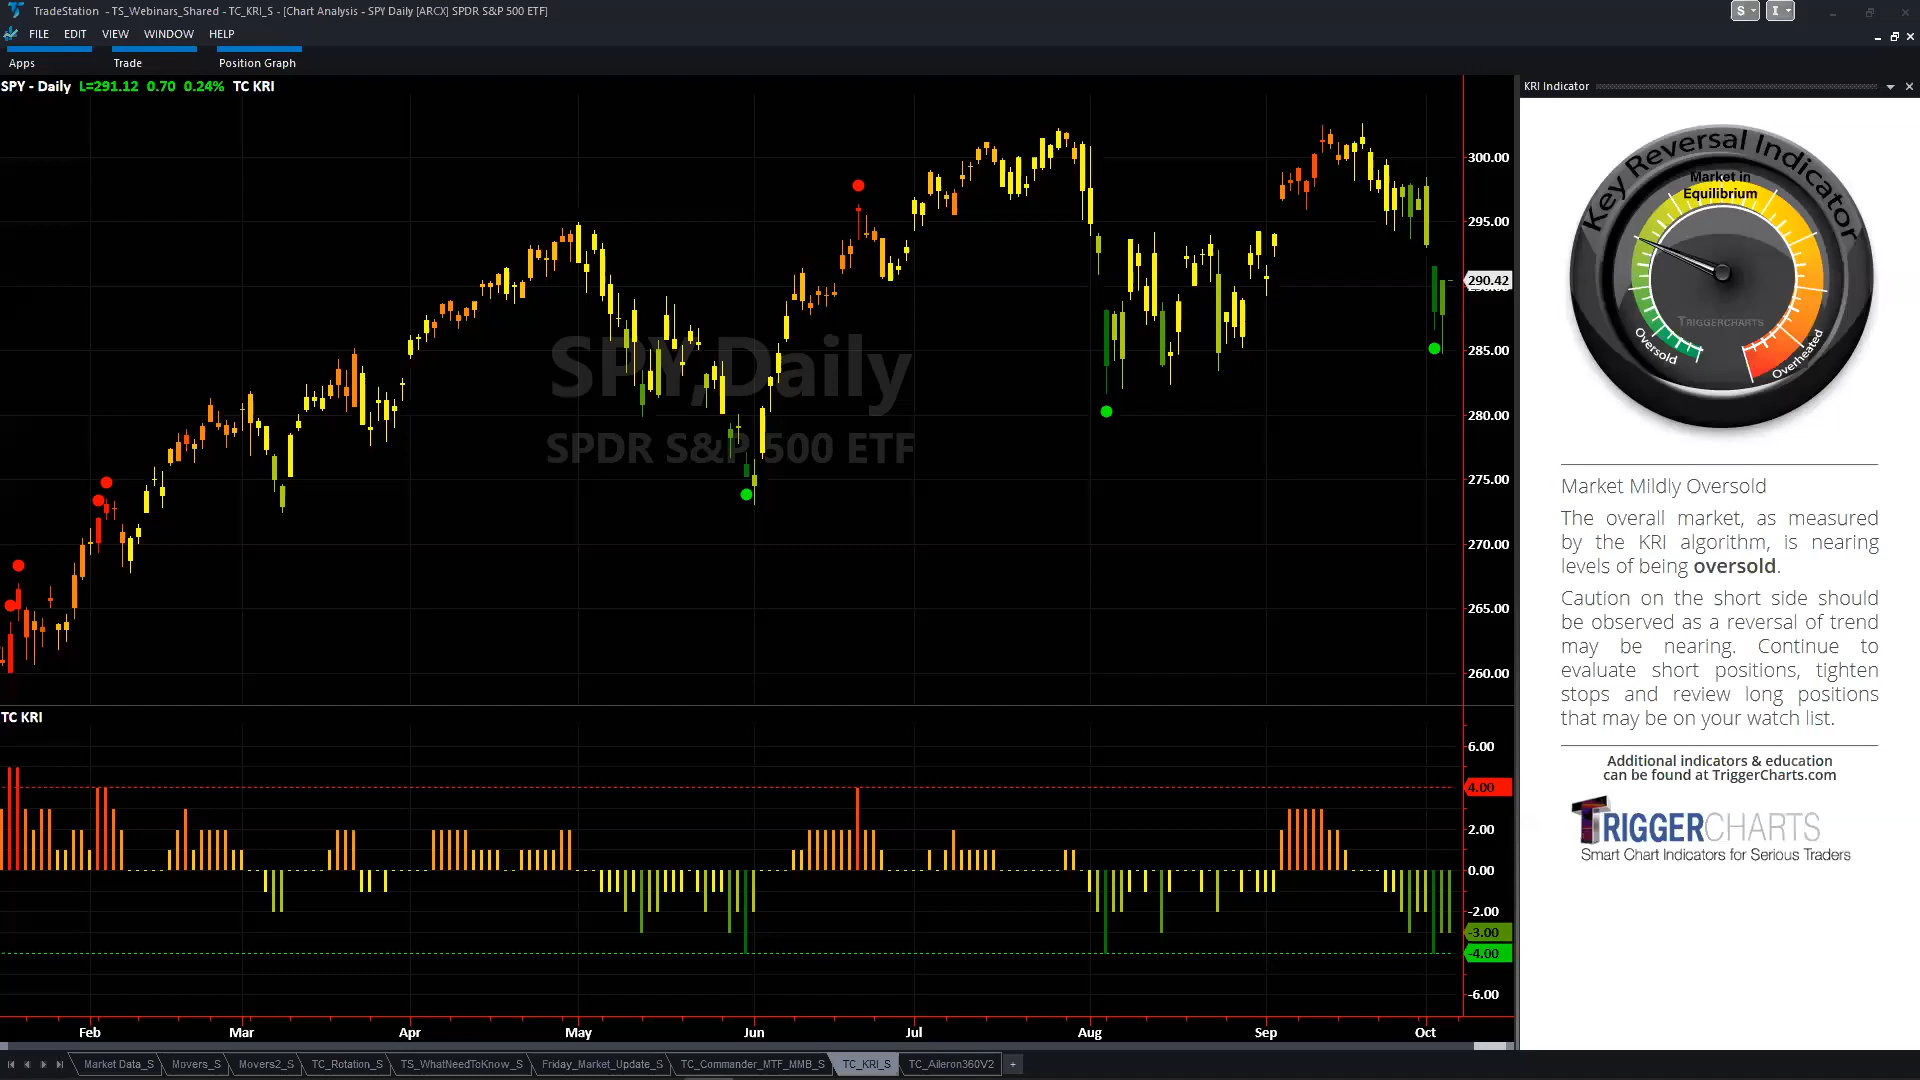 TradeStation - TS_Webinars_Shared - TC_KRI_S - [Chart Analysis - SPY Daily [ARCX] SPDR S&P 500 ETF]
S
I
FILE EDIT VIEW WINDOW HELP
Apps Trade Position Graph
SPY - Daily L=291.12 0.70 0.24% TC KRI
KRI Indicator
SPY,Daily
SPDR S&P 500 ETF
300.00
295.00
290.42
285.00
280.00
275.00
270.00
265.00
260.00
Key Reversal Indicator
Market in
Equilibrium
TRIGGERCHARTS
Oversold
Overheated
Market Mildly Oversold
The overall market, as measured
by the KRI algorithm, is nearing
levels of being oversold.
Caution on the short side should
be observed as a reversal of trend
may be nearing. Continue to
evaluate short positions, tighten
stops and review long positions
that may be on your watch list.
Additional indicators & education
can be found at TriggerCharts.com
TRIGGERCHARTS
Smart Chart Indicators for Serious Traders
TC KRI
6.00
4.00
2.00
0.00
-2.00
-3.00
-4.00
-6.00
Feb Mar Apr May Jun Jul Aug Sep Oct
Market Data_S Movers_S Movers2_S TC_Rotation_S TS_WhatNeedToKnow_S Friday_Market_Update_S TC_Commander_MTF_MMB_S TC_KRI_S TC_Aileron360V2 +